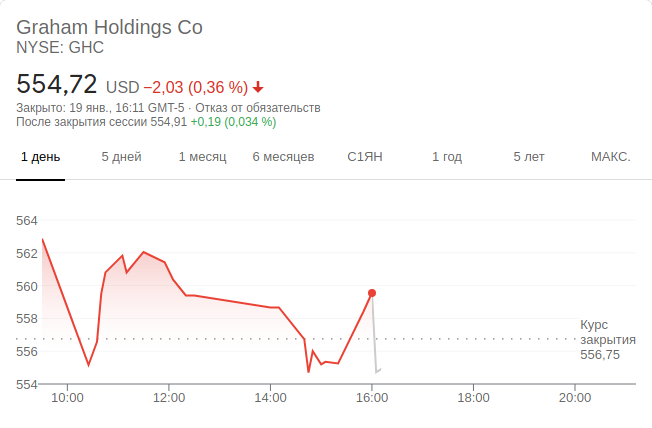 Graham Holdings Co
NYSE: GHC
554,72 USD −2,03 (0,36 %)
Закрыто: 19 янв., 16:11 GMT-5 · Отказ от обязательств
После закрытия сессии 554,91 +0,19 (0,034 %)
1 день 5 дней 1 месяц 6 месяцев С1ЯН 1 год 5 лет МАКС.
564
562
560
558
556
554
Курс
закрытия
556,75
10:00 12:00 14:00 16:00 18:00 20:00